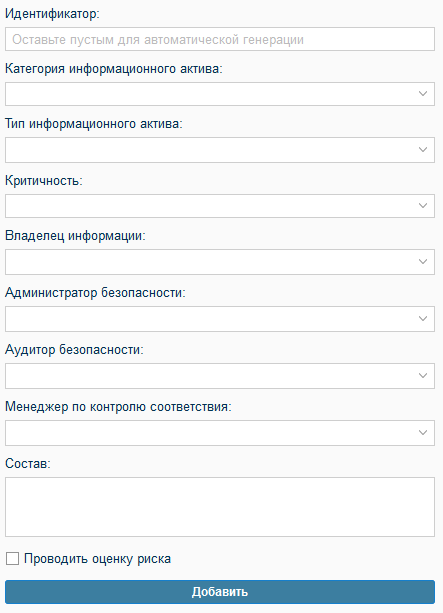 Идентификатор:
Оставьте пустым для автоматической генерации
Категория информационного актива:
Тип информационного актива:
Критичность:
Владелец информации:
Администратор безопасности:
Аудитор безопасности:
Менеджер по контролю соответствия:
Состав:
Проводить оценку риска
Добавить